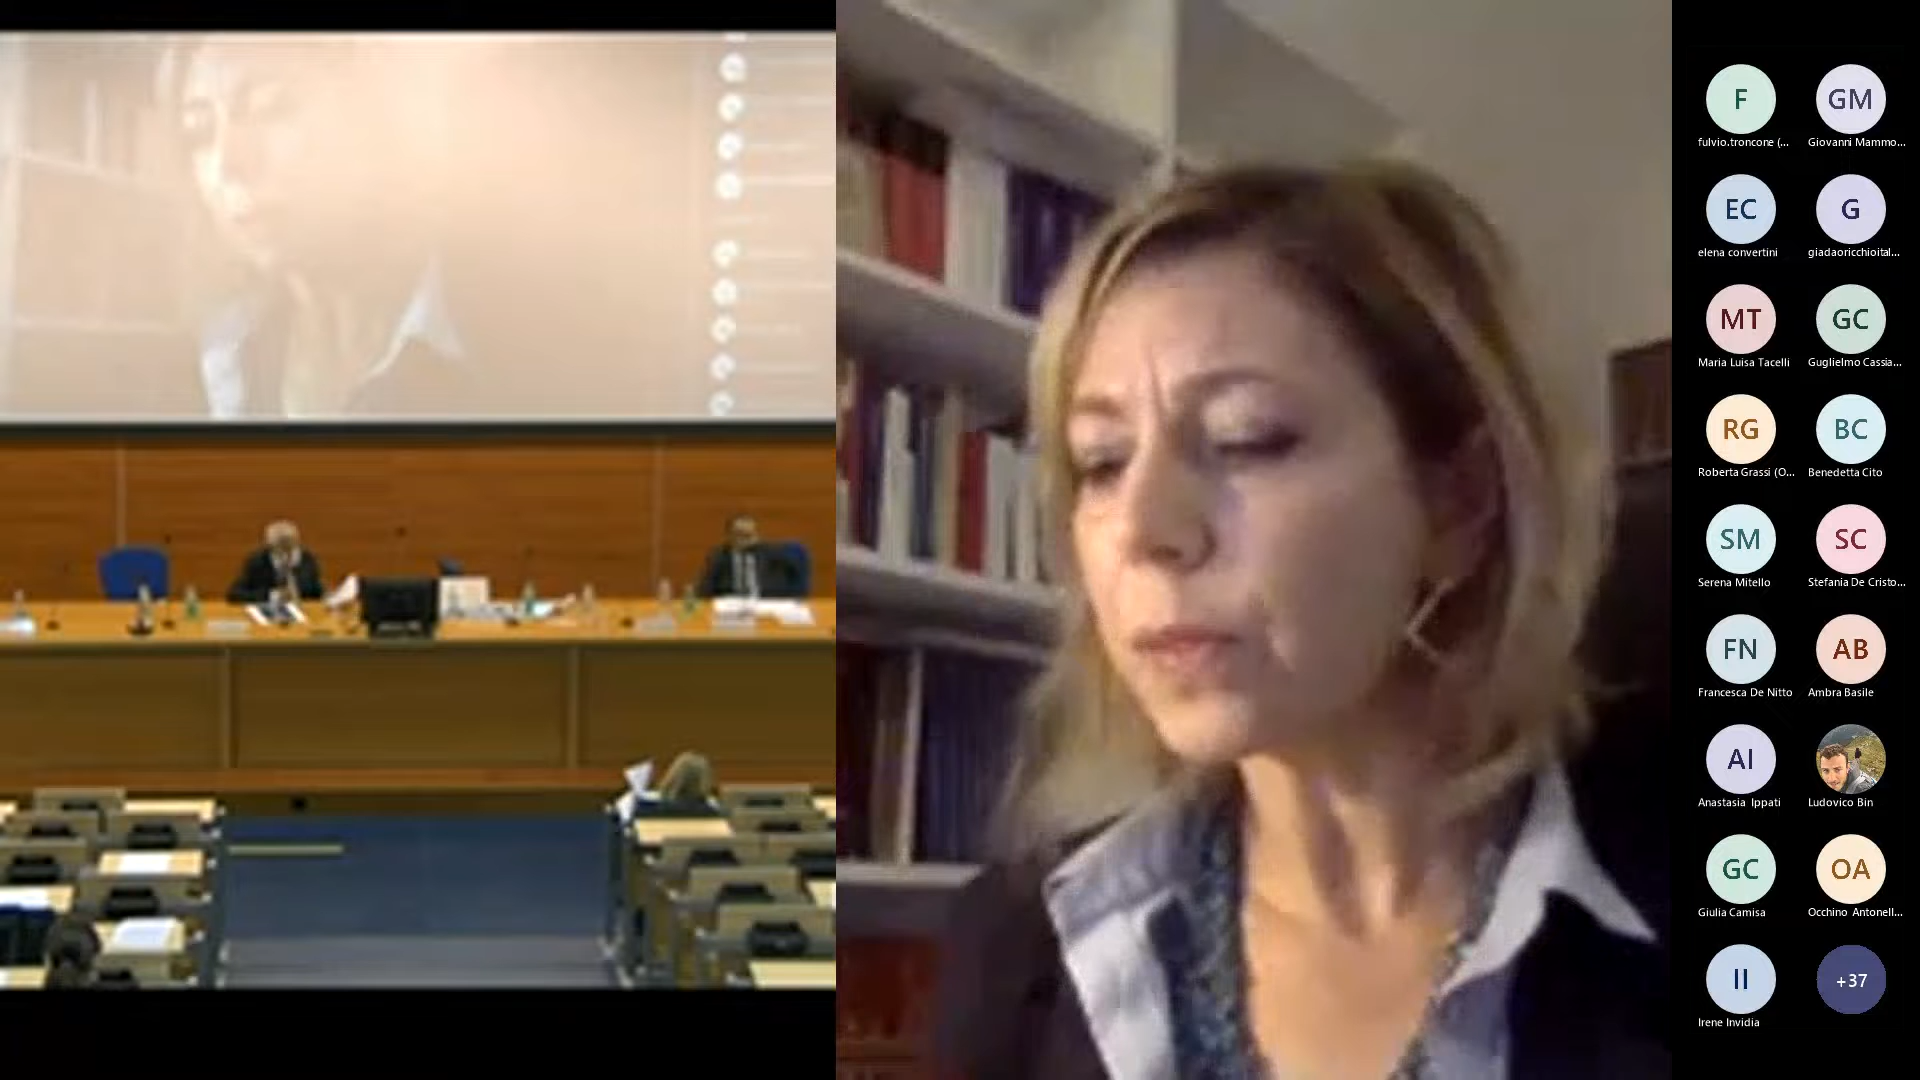 F GM
fulvio.troncone (... Giovanni Mammo...
EC G
elena convertini giadaoricchioital...
MT GC
Maria Luisa Tacelli Guglielmo Cassia...
RG BC
Roberta Grassi (O... Benedetta Cito
SM SC
Serena Mitello Stefania De Cristo...
FN AB
Francesca De Nitto Ambra Basile
AI
Anastasia Ippati Ludovico Bin
GC OA
Giulia Camisa Occhino Antonell...
II +37
Irene Invidia